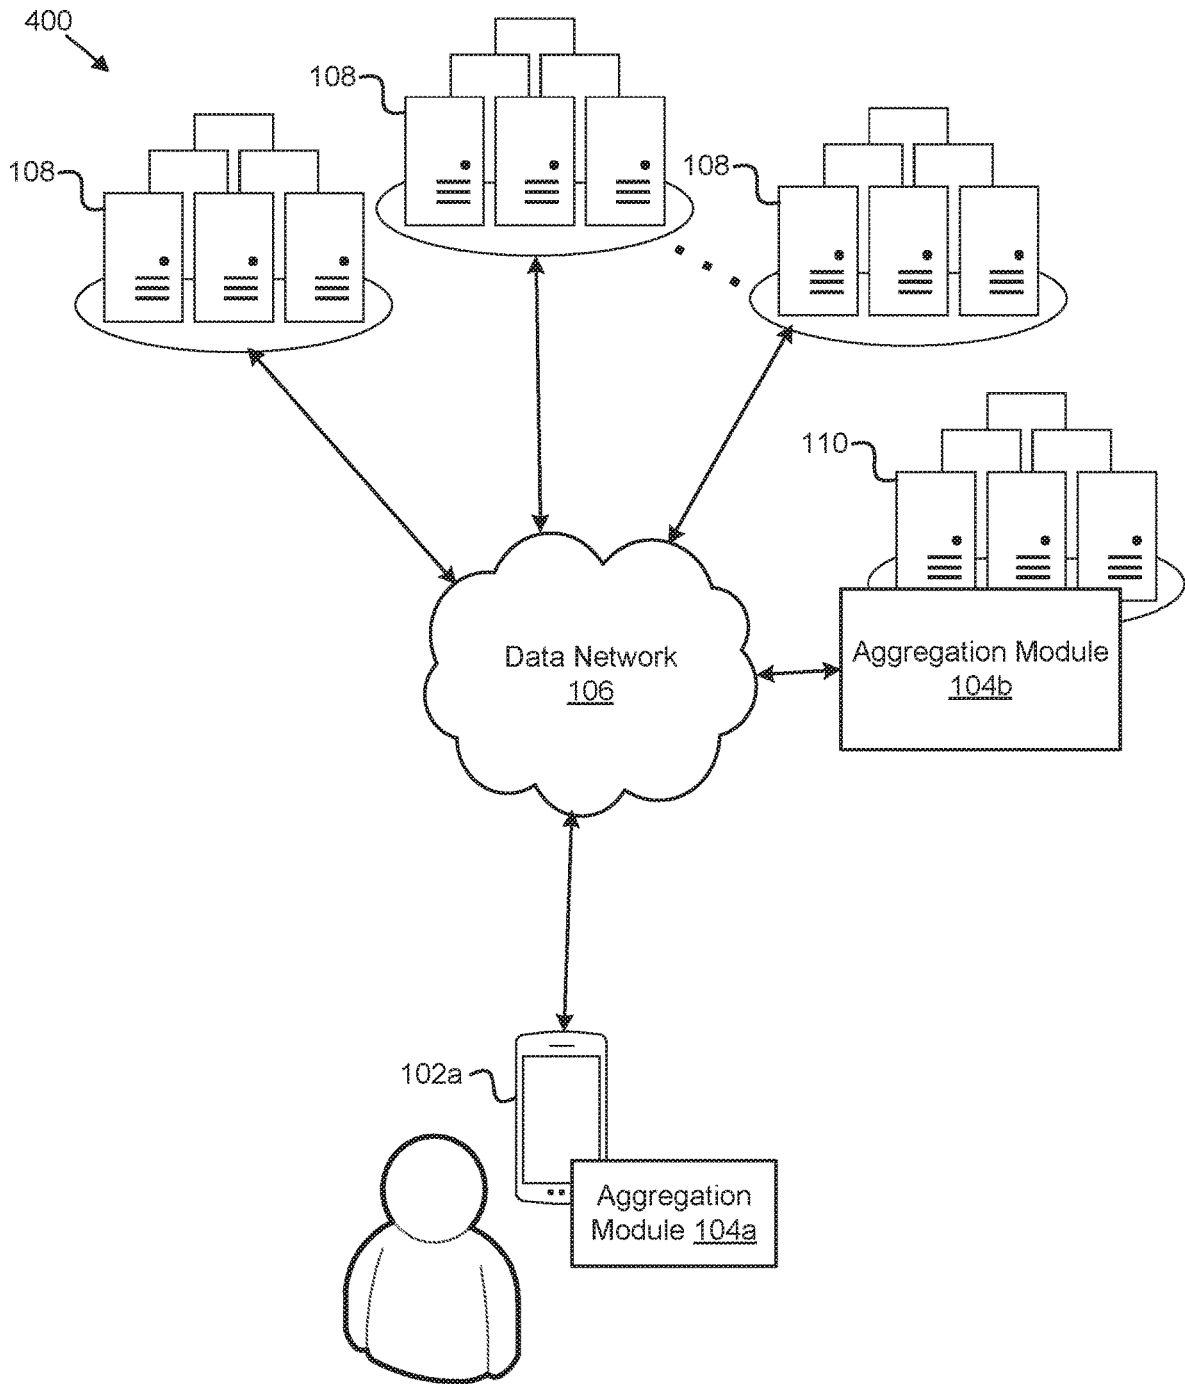 400
108
108
108
110
Data Network
106
Aggregation Module
104b
102a
Aggregation
Module 104a